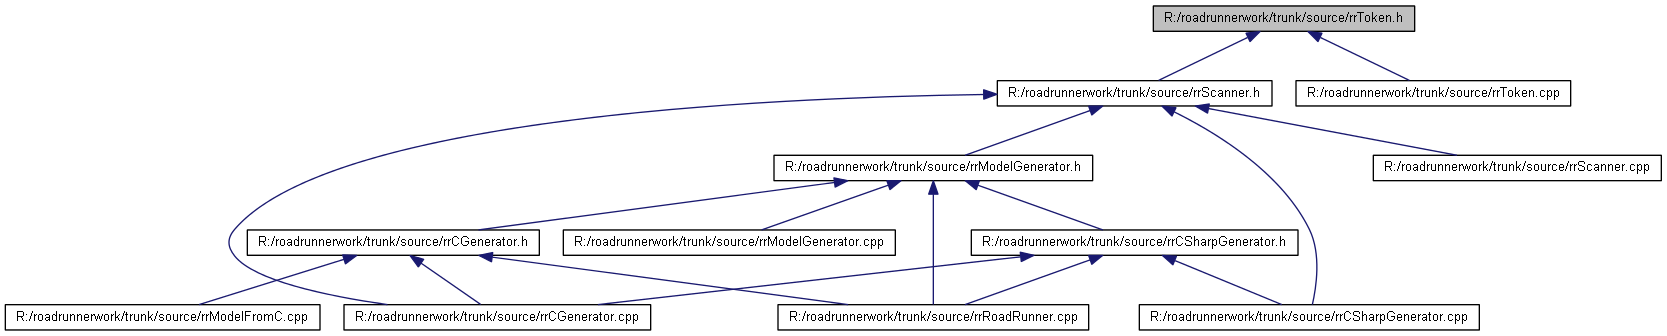 R:/roadrunnerwork/trunk/source/rrToken.h
R:/roadrunnerwork/trunk/source/rrScanner.h
R:/roadrunnerwork/trunk/source/rrToken.cpp
R:/roadrunnerwork/trunk/source/rrModelGenerator.h
R:/roadrunnerwork/trunk/source/rrScanner.cpp
R:/roadrunnerwork/trunk/source/rrCGenerator.h
R:/roadrunnerwork/trunk/source/rrModelGenerator.cpp
R:/roadrunnerwork/trunk/source/rrCSharpGenerator.h
R:/roadrunnerwork/trunk/source/rrModelFromC.cpp
R:/roadrunnerwork/trunk/source/rrCGenerator.cpp
R:/roadrunnerwork/trunk/source/rrRoadRunner.cpp
R:/roadrunnerwork/trunk/source/rrCSharpGenerator.cpp